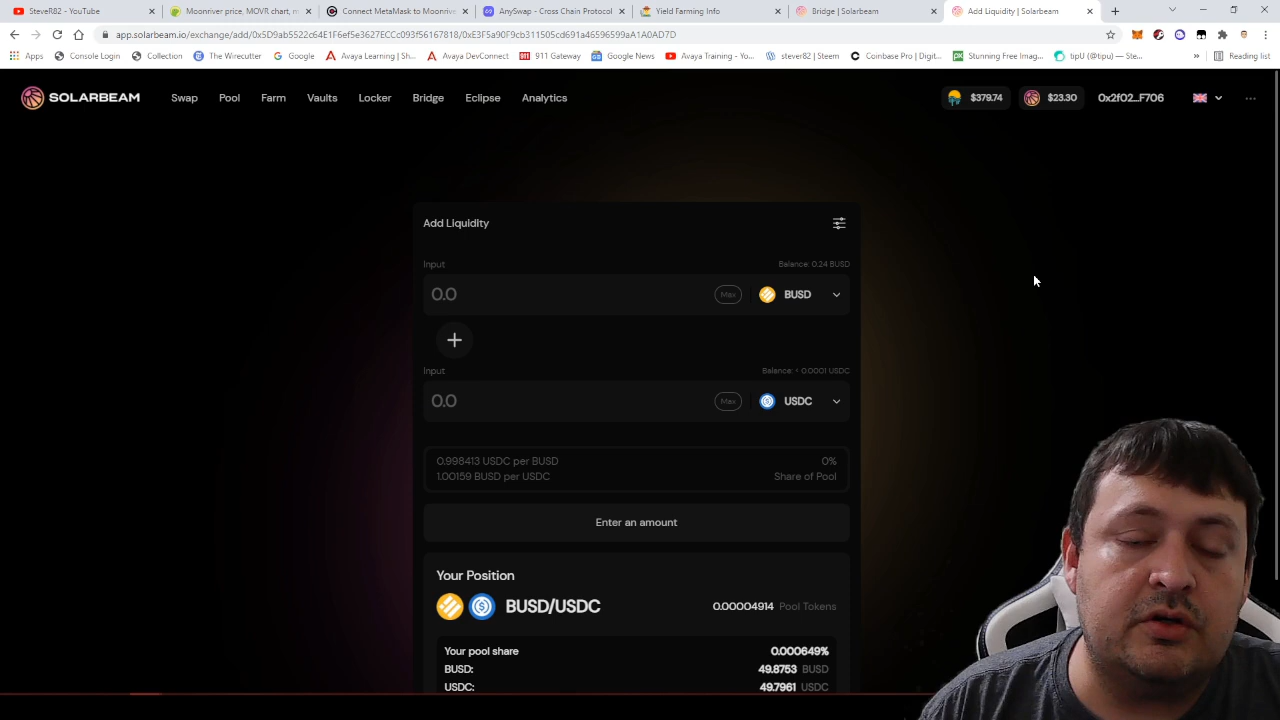 SteveR82 - YouTube
Moonriver price, MOVR chart, m
Connect MetaMask to Moonrive
AnySwap - Cross Chain Protocol
Yield Farming Info
Bridge | Solarbeam
Add Liquidity | Solarbeam
app.solarbeam.io/exchange/add/0x5D9ab5522c64E1F6ef5e3627ECCc093f56167818/0xE3F5a90F9cb311505cd691a46596599aA1A0AD7D
Apps
Console Login
Collection
The Wirecutter
Google
Avaya Learning | Sh...
Avaya DevConnect
911 Gateway
Google News
Avaya Training - Yo...
stever82 | Steem
Coinbase Pro | Digit...
Stunning Free Imag...
tipU (@tipu) — Ste...
Reading list
SOLARBEAM
Swap
Pool
Farm
Vaults
Locker
Bridge
Eclipse
Analytics
$379.74
$23.30
0x2f02...F706
Add Liquidity
Input
Balance: 0.24 BUSD
0.0
Max
BUSD
Input
Balance: < 0.0001 USDC
0.0
Max
USDC
0.998413 USDC per BUSD
0%
1.00159 BUSD per USDC
Share of Pool
Enter an amount
Your Position
BUSD/USDC
0.00004914 Pool Tokens
Your pool share
0.000649%
BUSD:
49.8753 BUSD
USDC:
49.7961 USDC